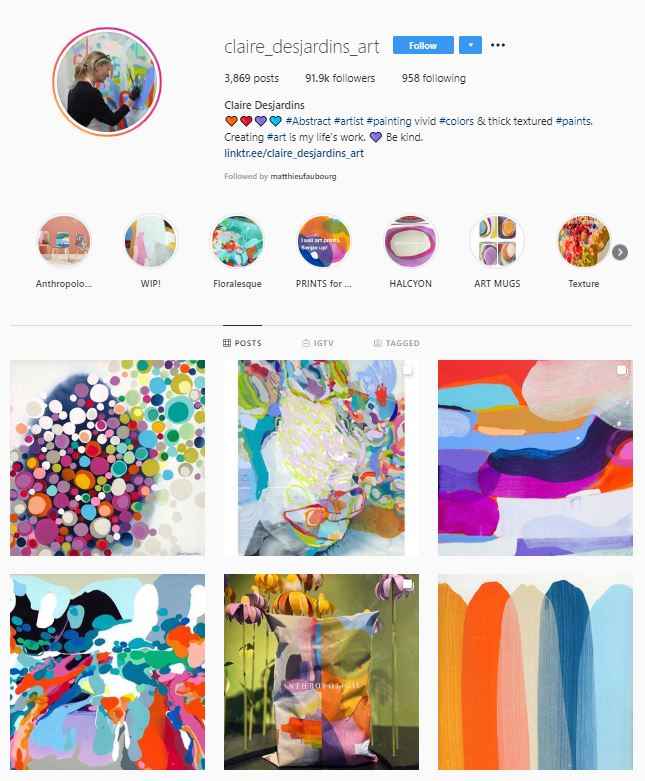 claire_desjardins_art Follow
3,869 posts 91.9k followers 958 following
Claire Desjardins
🧡❤️💜💙 #Abstract #artist #painting vivid #colors & thick textured #paints.
Creating #art is my life's work. 💜 Be kind.
linktr.ee/claire_desjardins_art
Followed by matthieufaubourg
I sell art prints.
Swipe up!
Anthropolo... WIP! Floralesque PRINTS for ... HALCYON ART MUGS Texture
POSTS IGTV TAGGED
ANTHROPOLOGIE